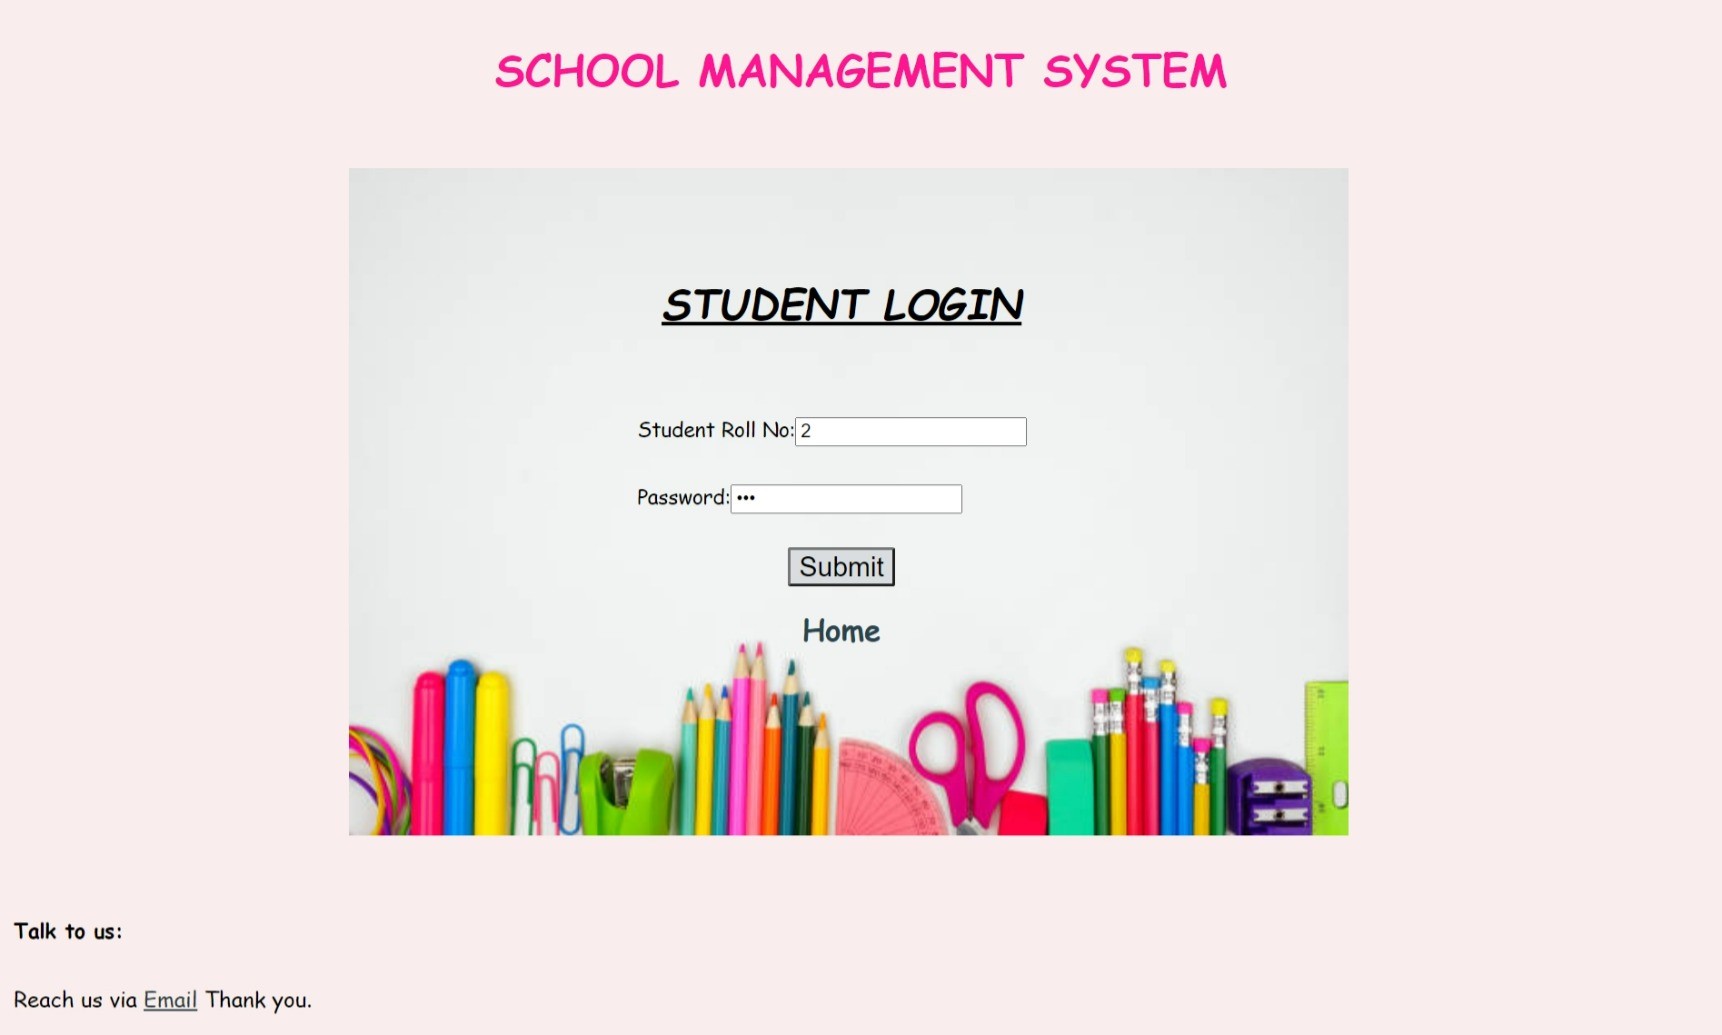 SCHOOL MANAGEMENT SYSTEM
STUDENT LOGIN
Student Roll No: 2
Password: •••
Submit
Home
Talk to us:
Reach us via Email Thank you.